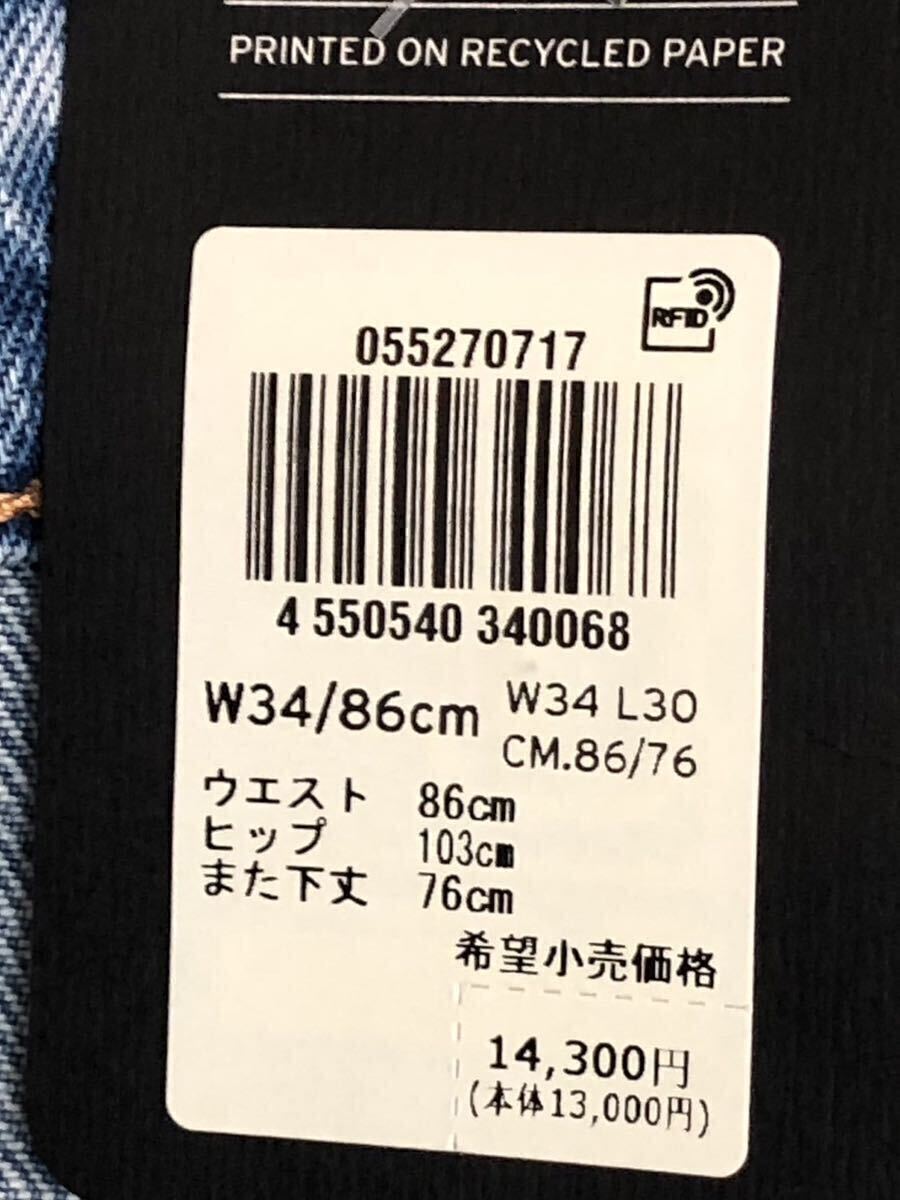 PRINTED ON RECYCLED PAPER
RFID
055270717
4 550540 340068
W34/86cm
W34 L30
CM.86/76
ウエスト 86cm
ヒップ 103cm
また下丈 76cm
希望小売価格
14,300円
(本体13,000円)